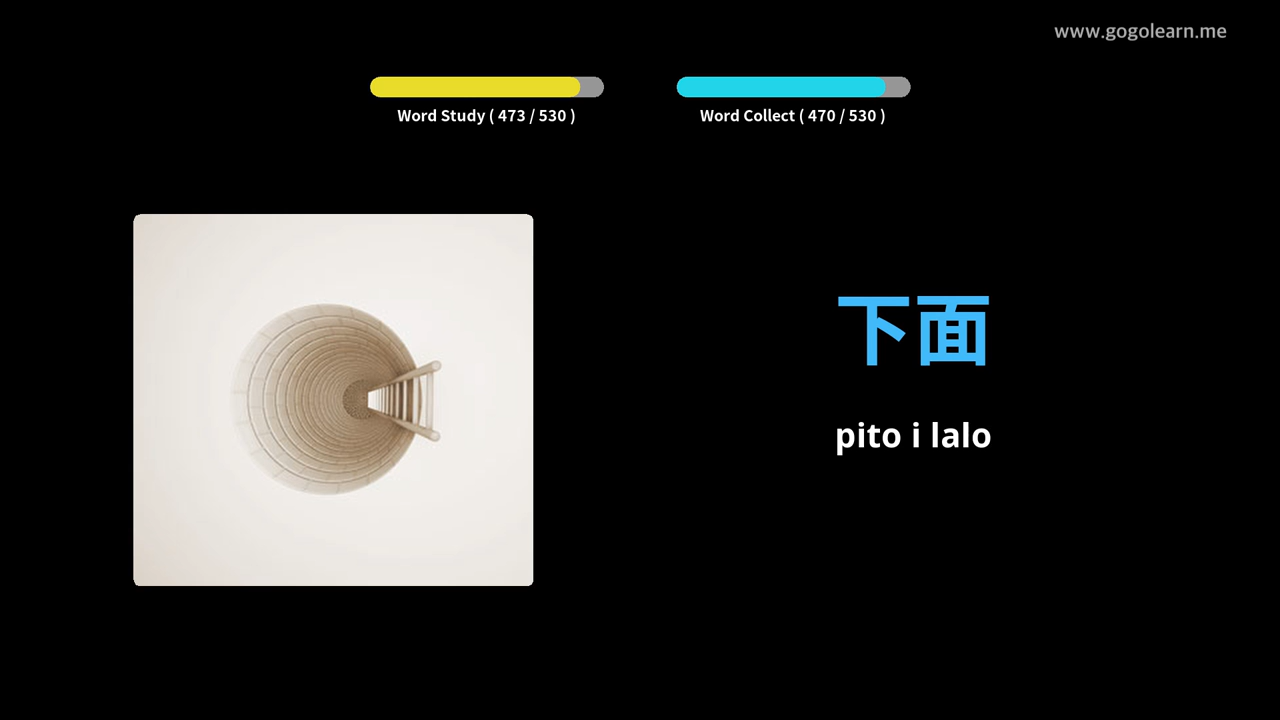 www.gogolearn.me
Word Study ( 473 / 530 )
Word Collect ( 470 / 530 )
下面
pito i lalo